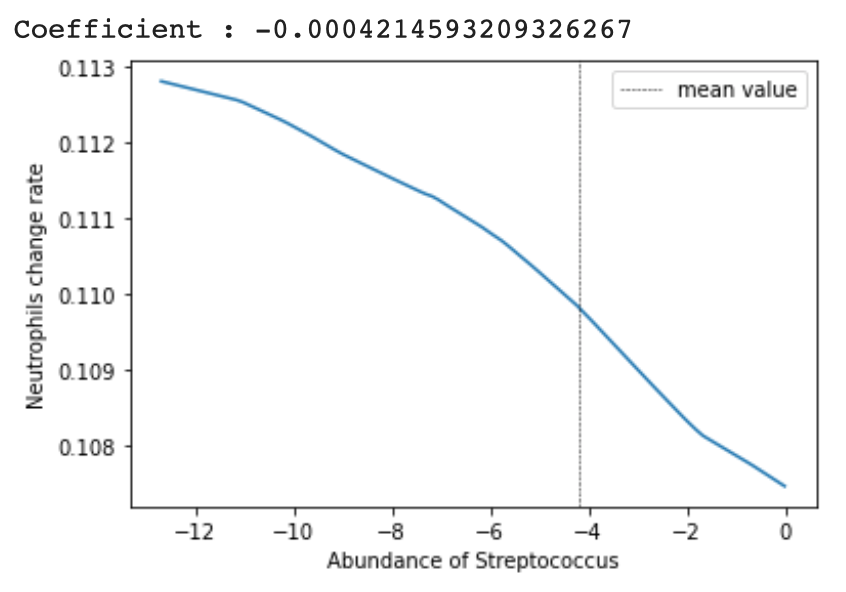 Coefficient : -0.0004214593209326267
0.113
mean value
0.112
0.111
0.110
0.109
0.108
Neutrophils change rate
−12 −10 −8 −6 −4 −2 0
Abundance of Streptococcus